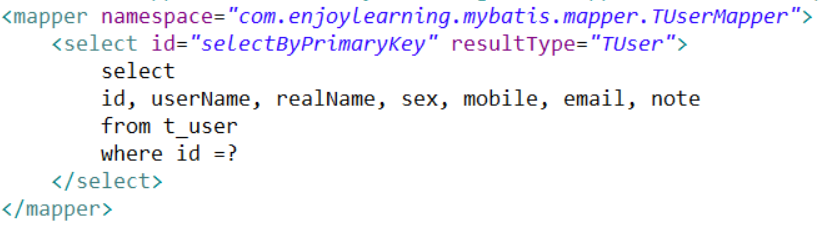 <mapper namespace="com.enjoylearning.mybatis.mapper.TUserMapper">
<select id="selectByPrimaryKey" resultType="TUser">
select
id, userName, realName, sex, mobile, email, note
from t_user
where id =?
</select>
</mapper>